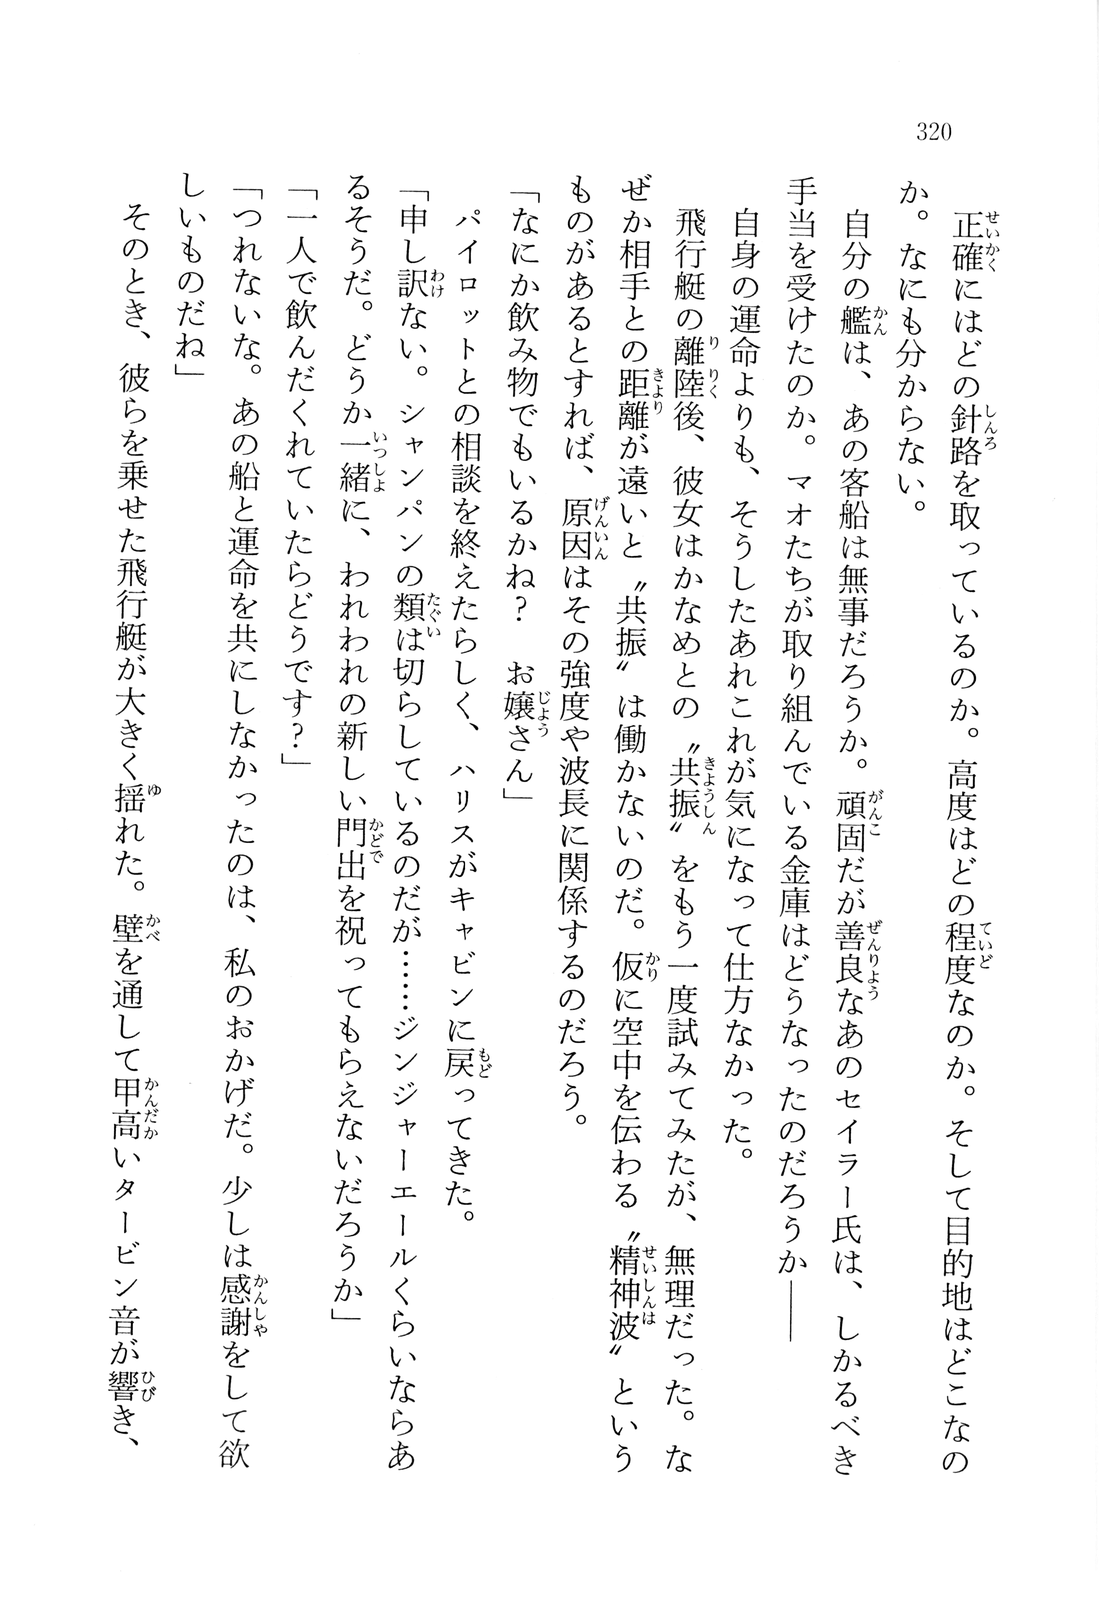 320
正確にはどの針路を取っているのか。高度はどの程度なのか。そして目的地はどこなの
か。なにも分からない。
自分の艦は、あの客船は無事だろうか。頑固だが善良なあのセイラー氏は、しかるべき
手当を受けたのか。マオたちが取り組んでいる金庫はどうなったのだろうか――
自身の運命よりも、そうしたあれこれが気になって仕方なかった。
飛行艇の離陸後、彼女はかなめとの〝共振〟をもう一度試みてみたが、無理だった。な
ぜか相手との距離が遠いと〝共振〟は働かないのだ。仮に空中を伝わる〝精神波〟という
ものがあるとすれば、原因はその強度や波長に関係するのだろう。
「なにか飲み物でもいるかね？　お嬢さん」
パイロットとの相談を終えたらしく、ハリスがキャビンに戻ってきた。
「申し訳ない。シャンパンの類は切らしているのだが……ジンジャーエールくらいならあ
るそうだ。どうか一緒に、われわれの新しい門出を祝ってもらえないだろうか」
「一人で飲んだくれていたらどうです？」
「つれないな。あの船と運命を共にしなかったのは、私のおかげだ。少しは感謝をして欲
しいものだね」
そのとき、彼らを乗せた飛行艇が大きく揺れた。壁を通して甲高いタービン音が響き、